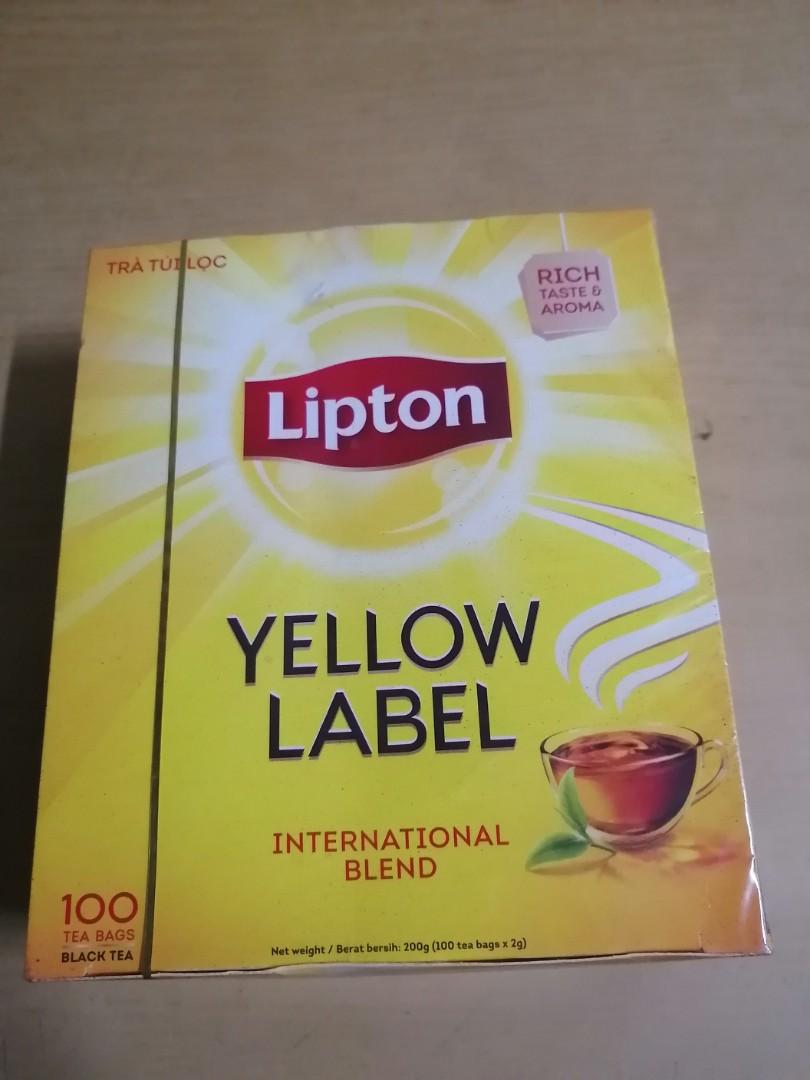 TRÀ TÚI LỌC
RICH
TASTE &
AROMA
Lipton
YELLOW
LABEL
INTERNATIONAL
BLEND
100
TEA BAGS
BLACK TEA
Net weight / Berat bersih: 200g (100 tea bags x 2g)